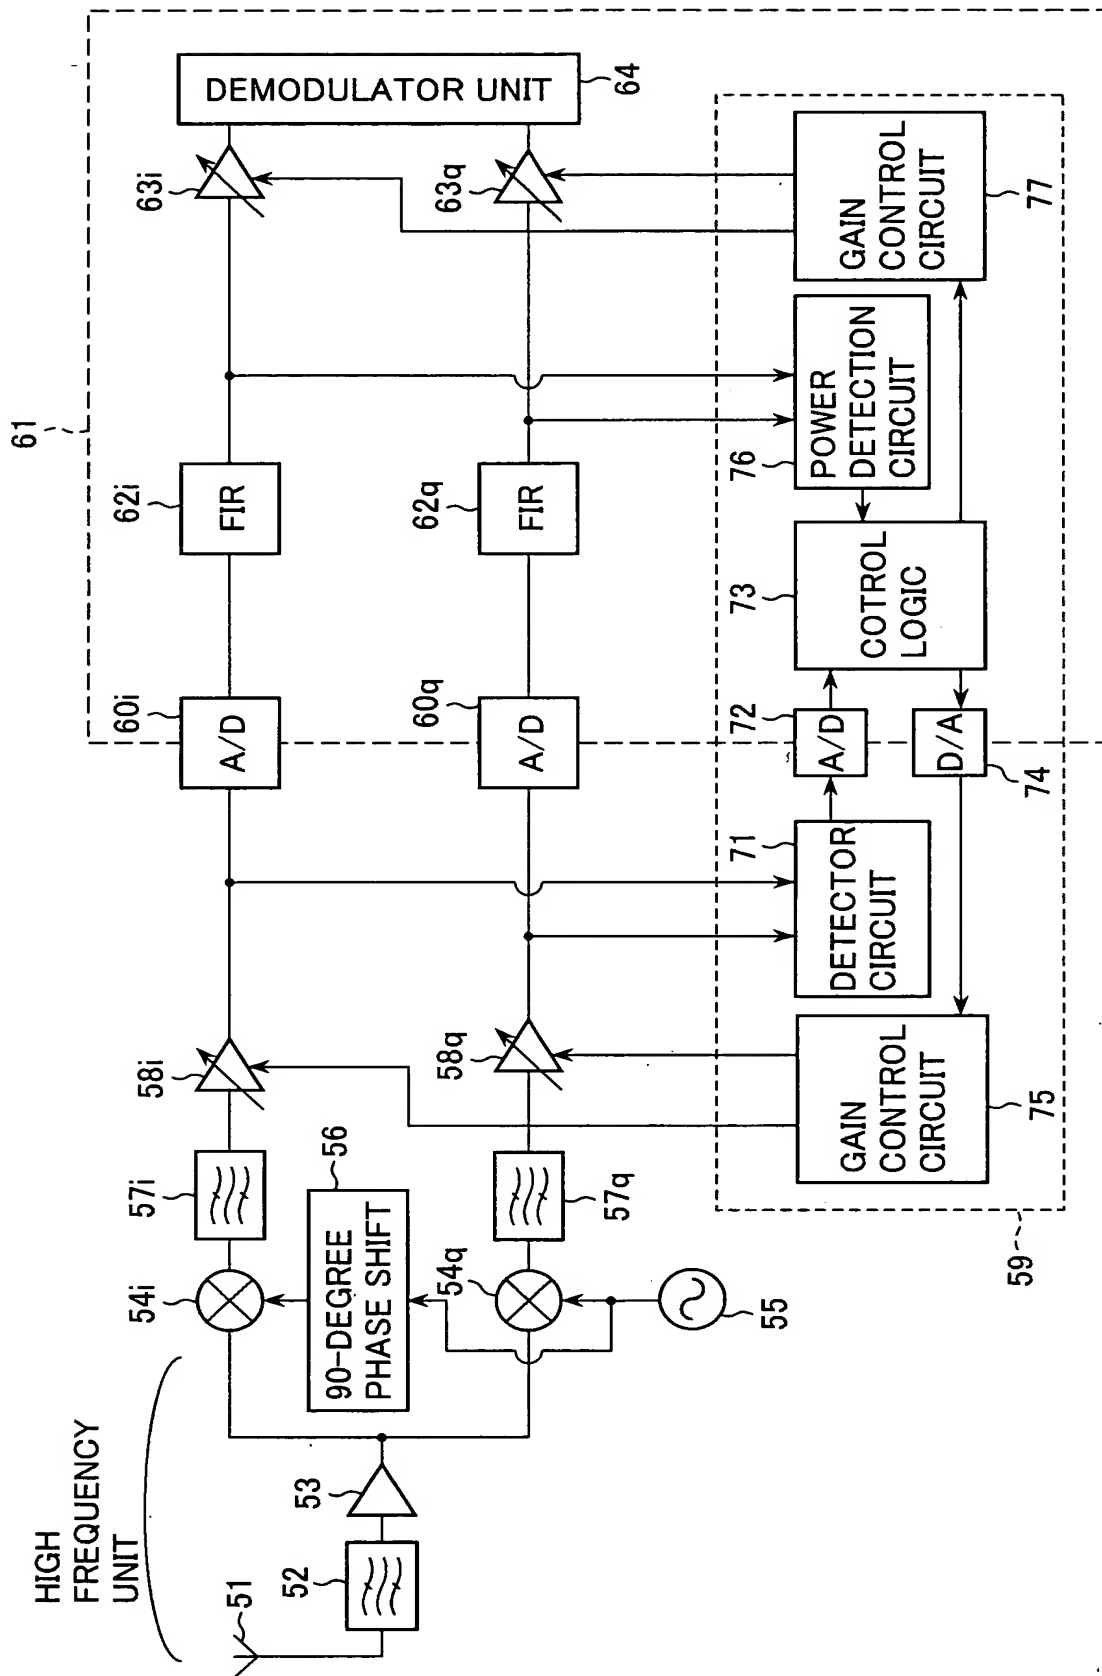 HIGH
FREQUENCY
UNIT
51
52
53
54i
54q
55
56
90-DEGREE
PHASE SHIFT
57i
57q
58i
58q
59
60i
A/D
60q
A/D
61
62i
FIR
62q
FIR
63i
63q
DEMODULATOR UNIT
64
71
DETECTOR
CIRCUIT
72
A/D
73
COTROL
LOGIC
D/A
74
GAIN
CONTROL
CIRCUIT
75
76
POWER
DETECTION
CIRCUIT
GAIN
CONTROL
CIRCUIT
77